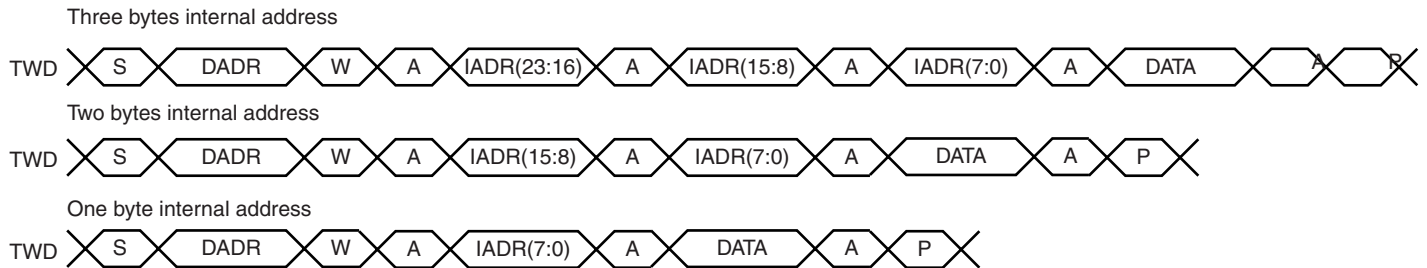 Three bytes internal address
TWD S DADR W A IADR(23:16) A IADR(15:8) A IADR(7:0) A DATA A P
Two bytes internal address
TWD S DADR W A IADR(15:8) A IADR(7:0) A DATA A P
One byte internal address
TWD S DADR W A IADR(7:0) A DATA A P